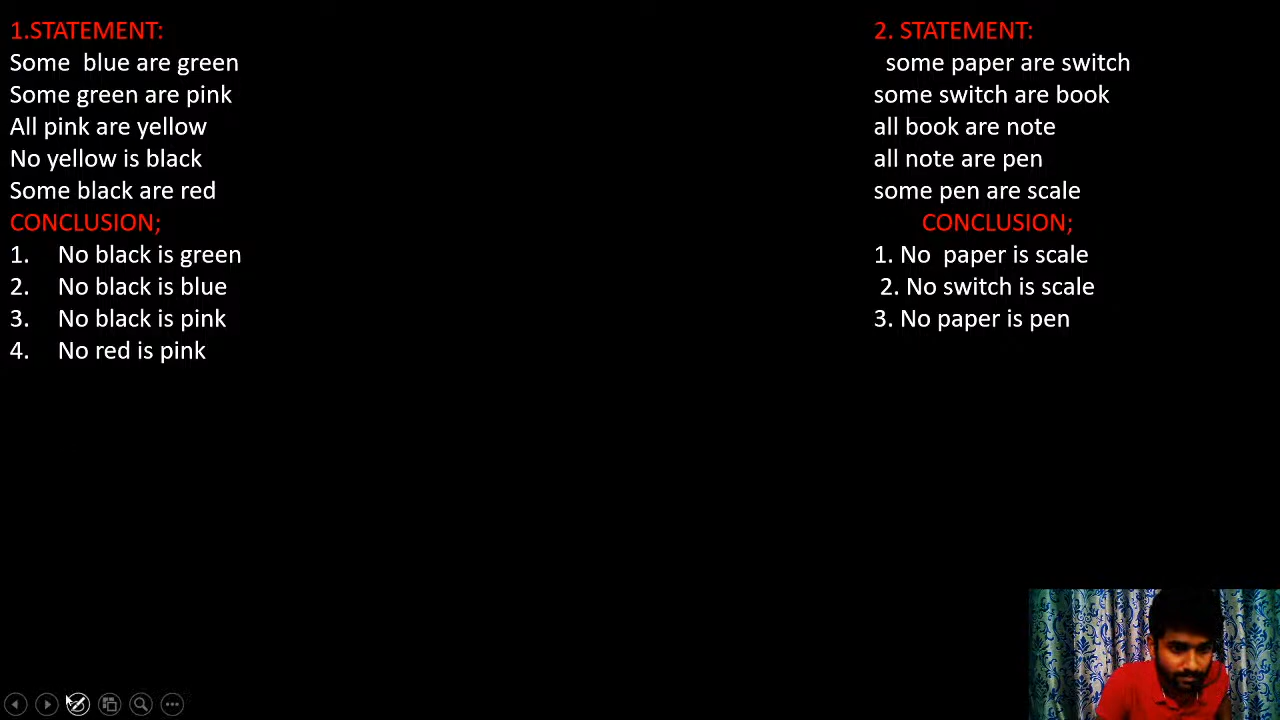 1.STATEMENT:
Some  blue are green
Some green are pink
All pink are yellow
No yellow is black
Some black are red
CONCLUSION;
1. No black is green
2. No black is blue
3. No black is pink
4. No red is pink
2. STATEMENT:
some paper are switch
some switch are book
all book are note
all note are pen
some pen are scale
CONCLUSION;
1. No  paper is scale
2. No switch is scale
3. No paper is pen